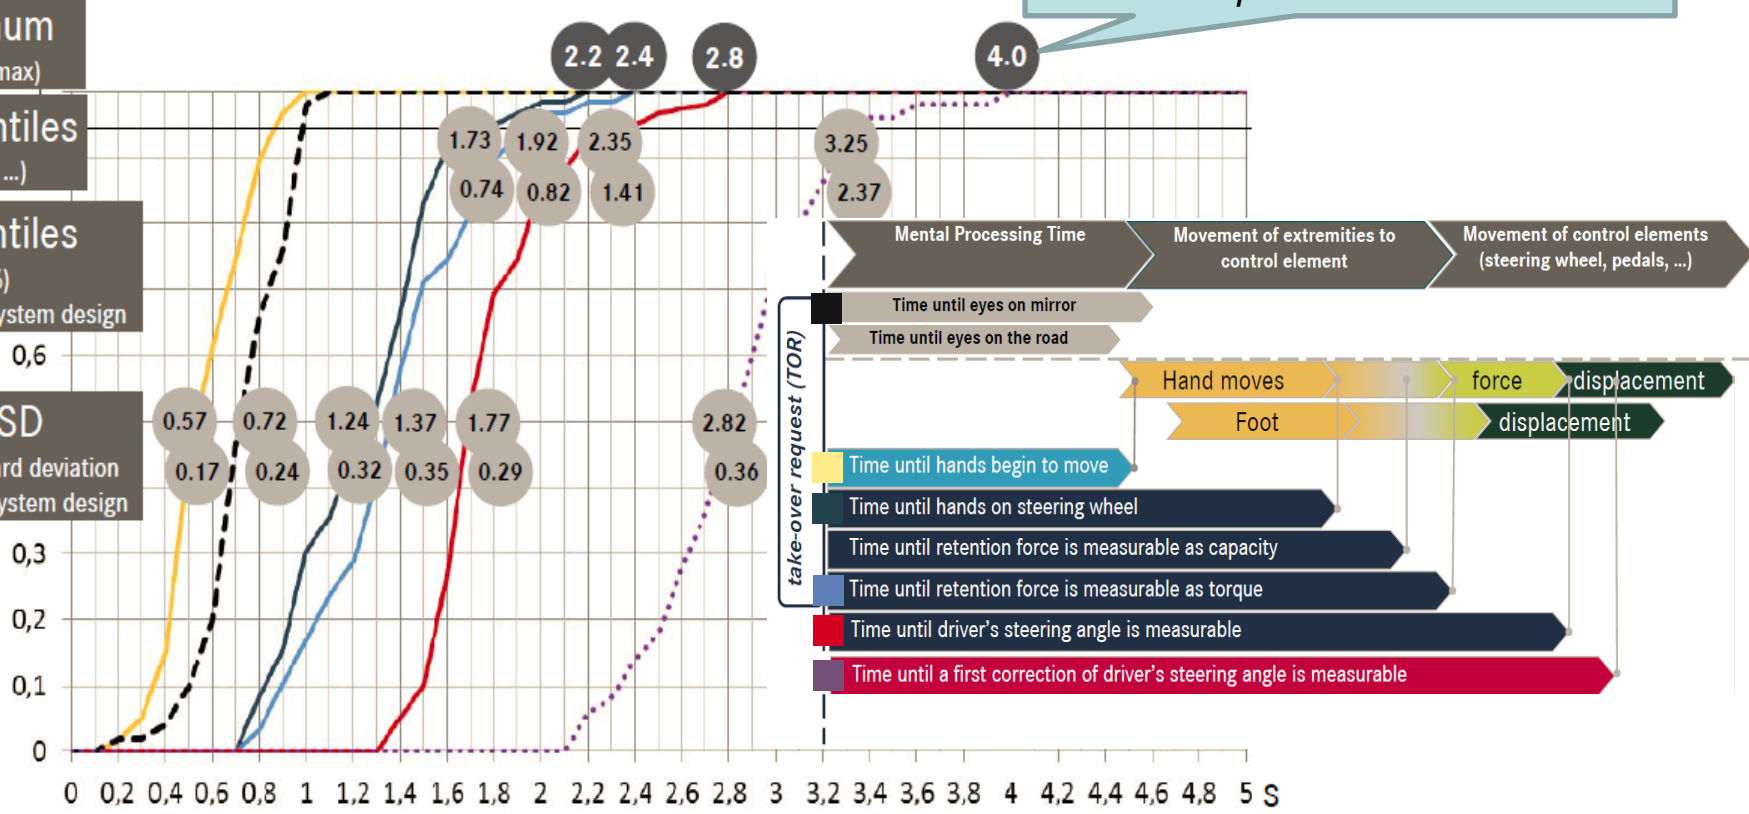 num
max)
2.2 2.4 2.8 4.0
ntiles
...)
1.73 1.92 2.35 3.25
0.74 0.82 1.41 2.37
ntiles
)
ystem design
0,6
SD
ard deviation
ystem design
0.57 0.72 1.24 1.37 1.77 2.82
0.17 0.24 0.32 0.35 0.29 0.36
0,3
0,2
0,1
0
0 0,2 0,4 0,6 0,8 1 1,2 1,4 1,6 1,8 2 2,2 2,4 2,6 2,8 3 3,2 3,4 3,6 3,8 4 4,2 4,4 4,6 4,8 5 S
Mental Processing Time
Movement of extremities to
control element
Movement of control elements
(steering wheel, pedals, ...)
take-over request (TOR)
Time until eyes on mirror
Time until eyes on the road
Hand moves force displacement
Foot displacement
Time until hands begin to move
Time until hands on steering wheel
Time until retention force is measurable as capacity
Time until retention force is measurable as torque
Time until driver's steering angle is measurable
Time until a first correction of driver's steering angle is measurable